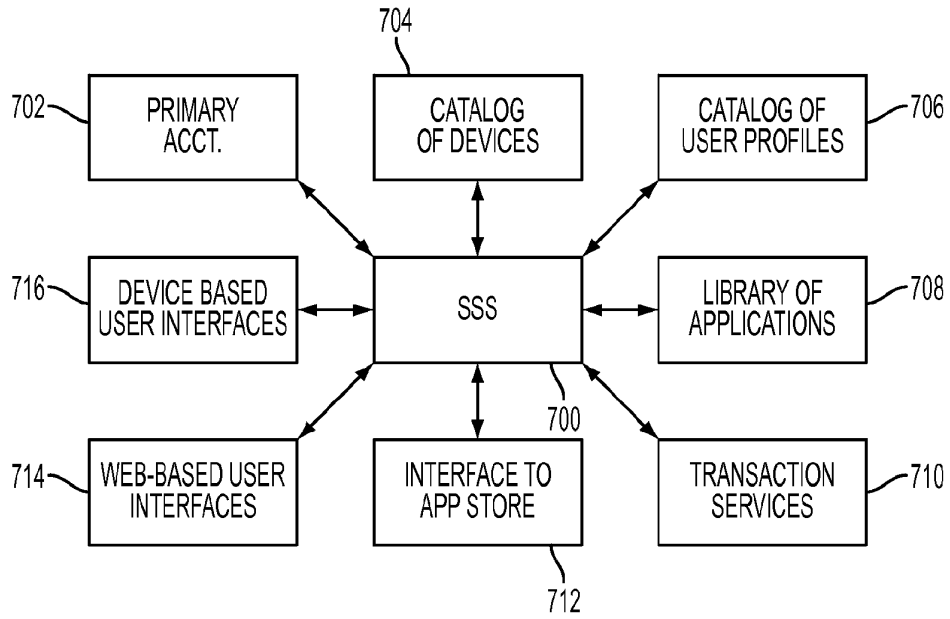 704
702
PRIMARY
ACCT.
CATALOG
OF DEVICES
CATALOG OF
USER PROFILES
706
716
DEVICE BASED
USER INTERFACES
SSS
LIBRARY OF
APPLICATIONS
708
700
714
WEB-BASED USER
INTERFACES
INTERFACE TO
APP STORE
TRANSACTION
SERVICES
710
712